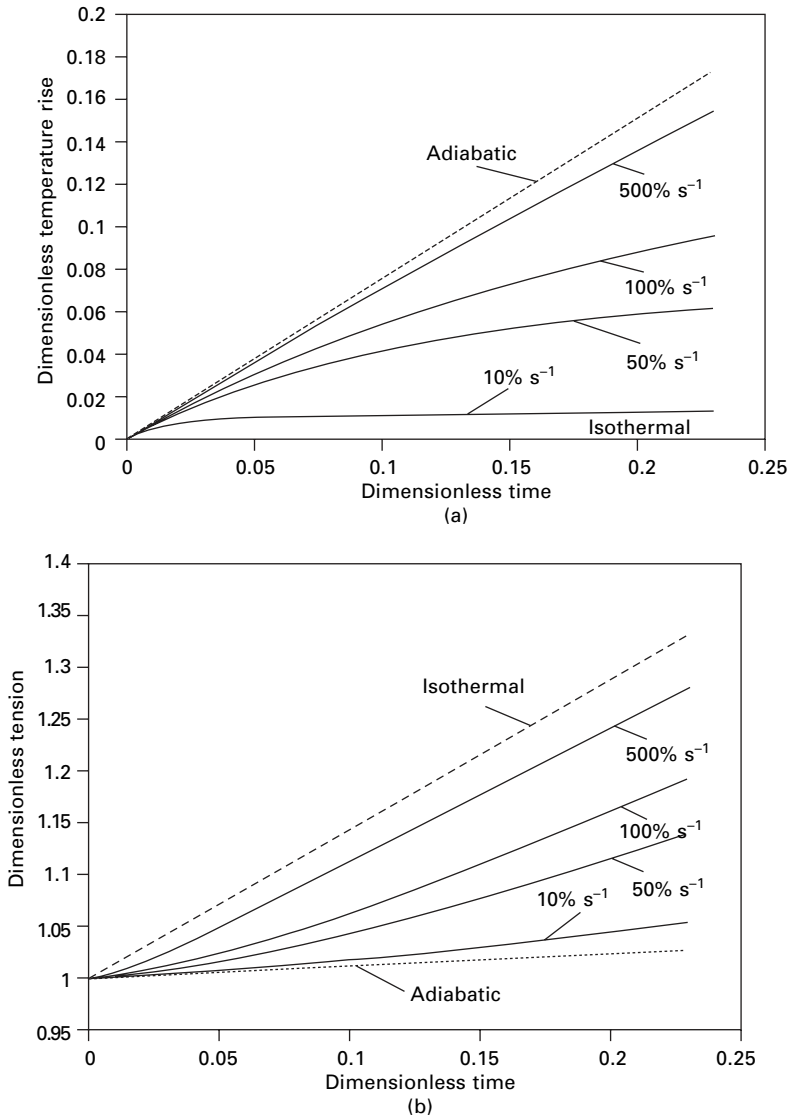 0.2
0.18
0.16
0.14
0.12
0.1
0.08
0.06
0.04
0.02
0
Dimensionless temperature rise
Adiabatic
500% s⁻¹
100% s⁻¹
50% s⁻¹
10% s⁻¹
Isothermal
0 0.05 0.1 0.15 0.2 0.25
Dimensionless time
(a)
1.4
1.35
1.3
1.25
1.2
1.15
1.1
1.05
1
0.95
Dimensionless tension
Isothermal
500% s⁻¹
100% s⁻¹
50% s⁻¹
10% s⁻¹
Adiabatic
0 0.05 0.1 0.15 0.2 0.25
Dimensionless time
(b)